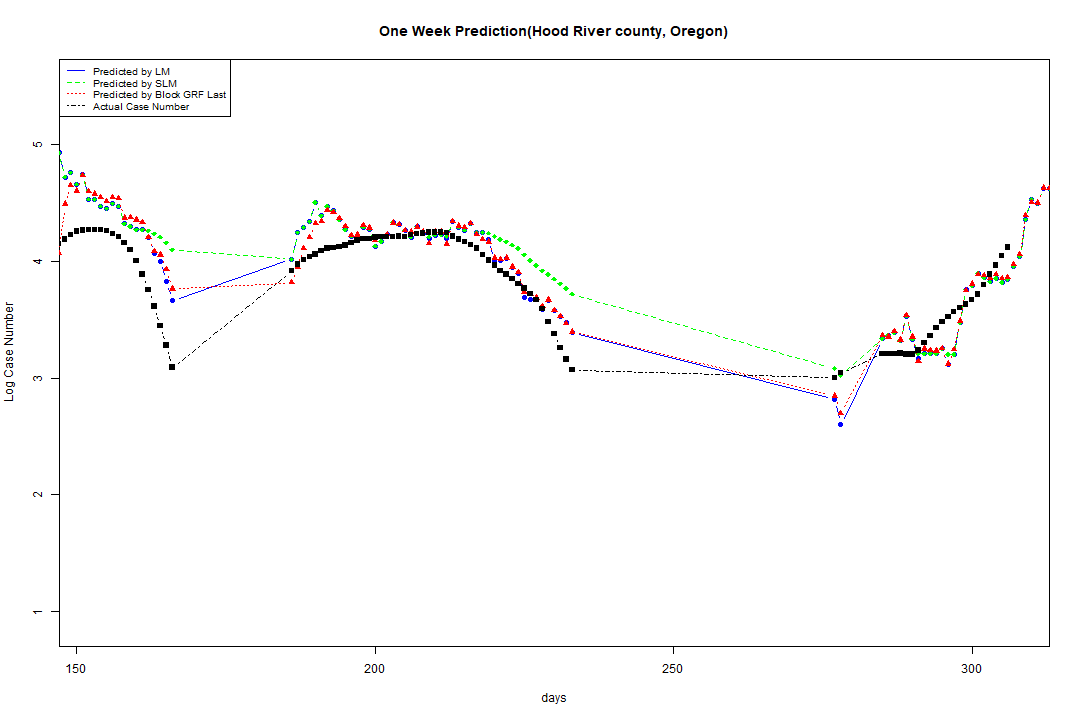 One Week Prediction(Hood River county, Oregon)
Predicted by LM
Predicted by SLM
Predicted by Block GRF Last
Actual Case Number
5
4
3
2
1
Log Case Number
150 200 250 300
days